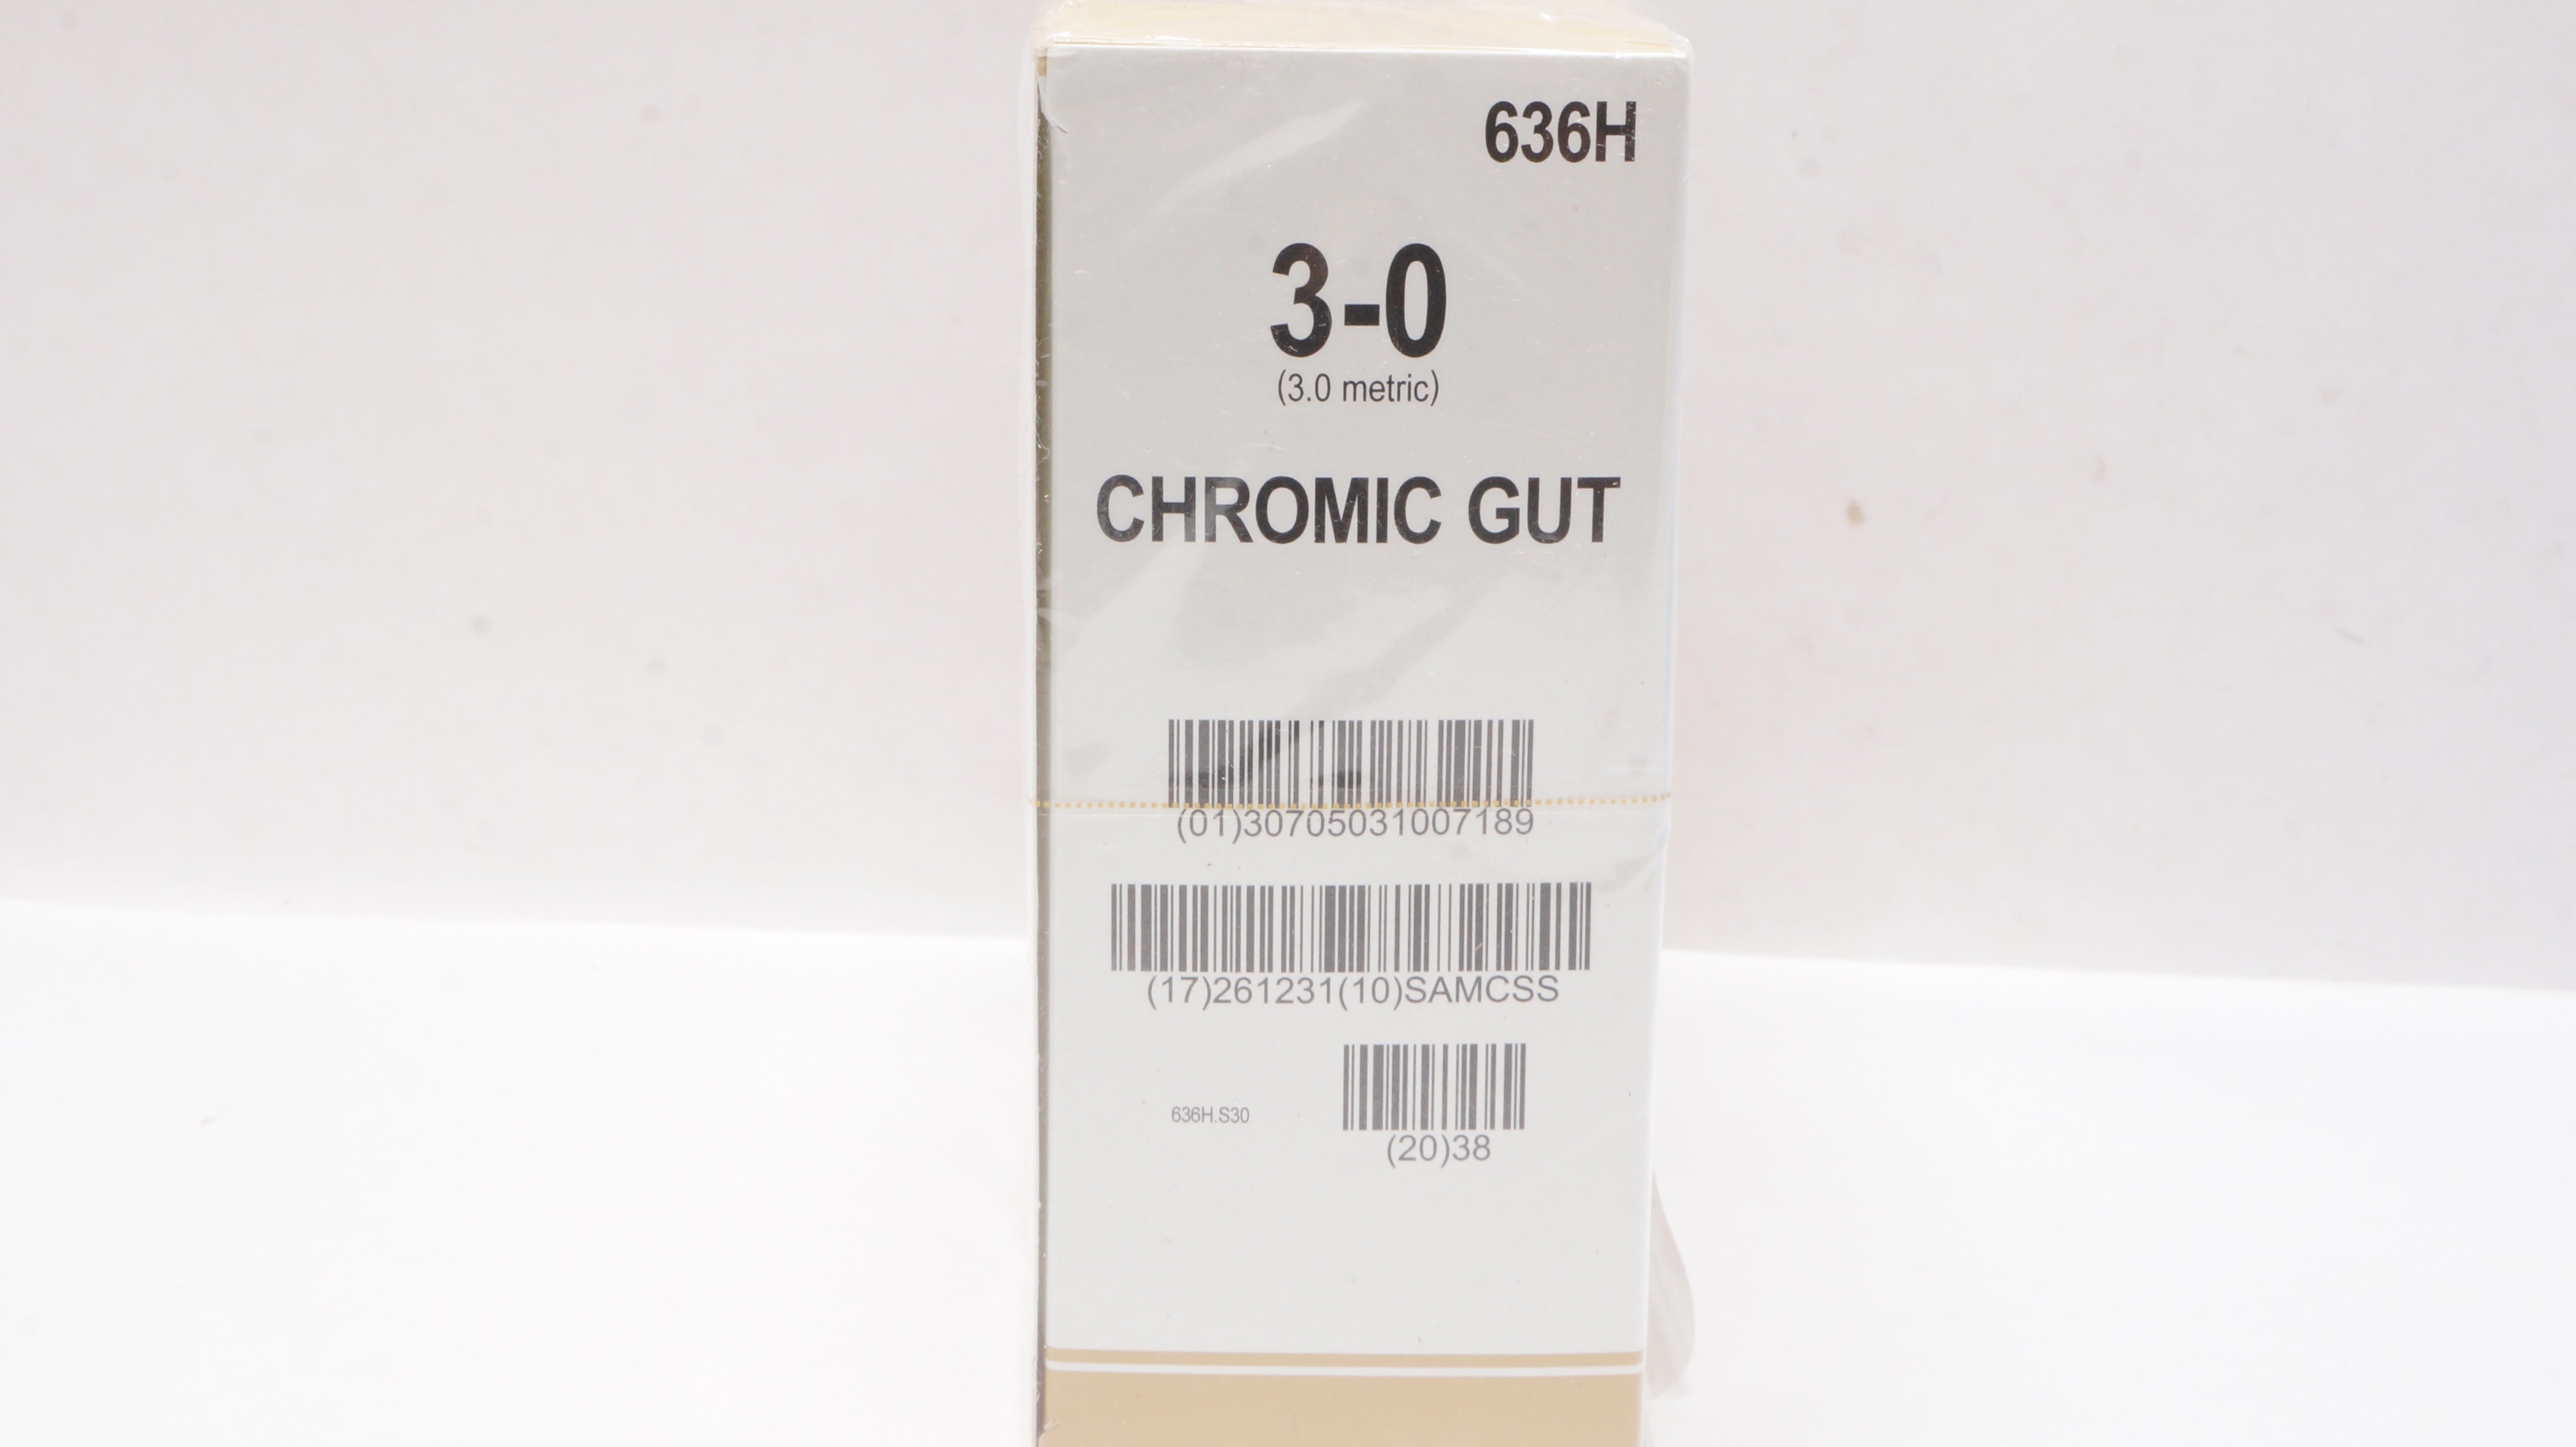 636H
3-0
(3.0 metric)
CHROMIC GUT
(01)30705031007189
(17)261231(10)SAMCSS
636H.S30
(20)38